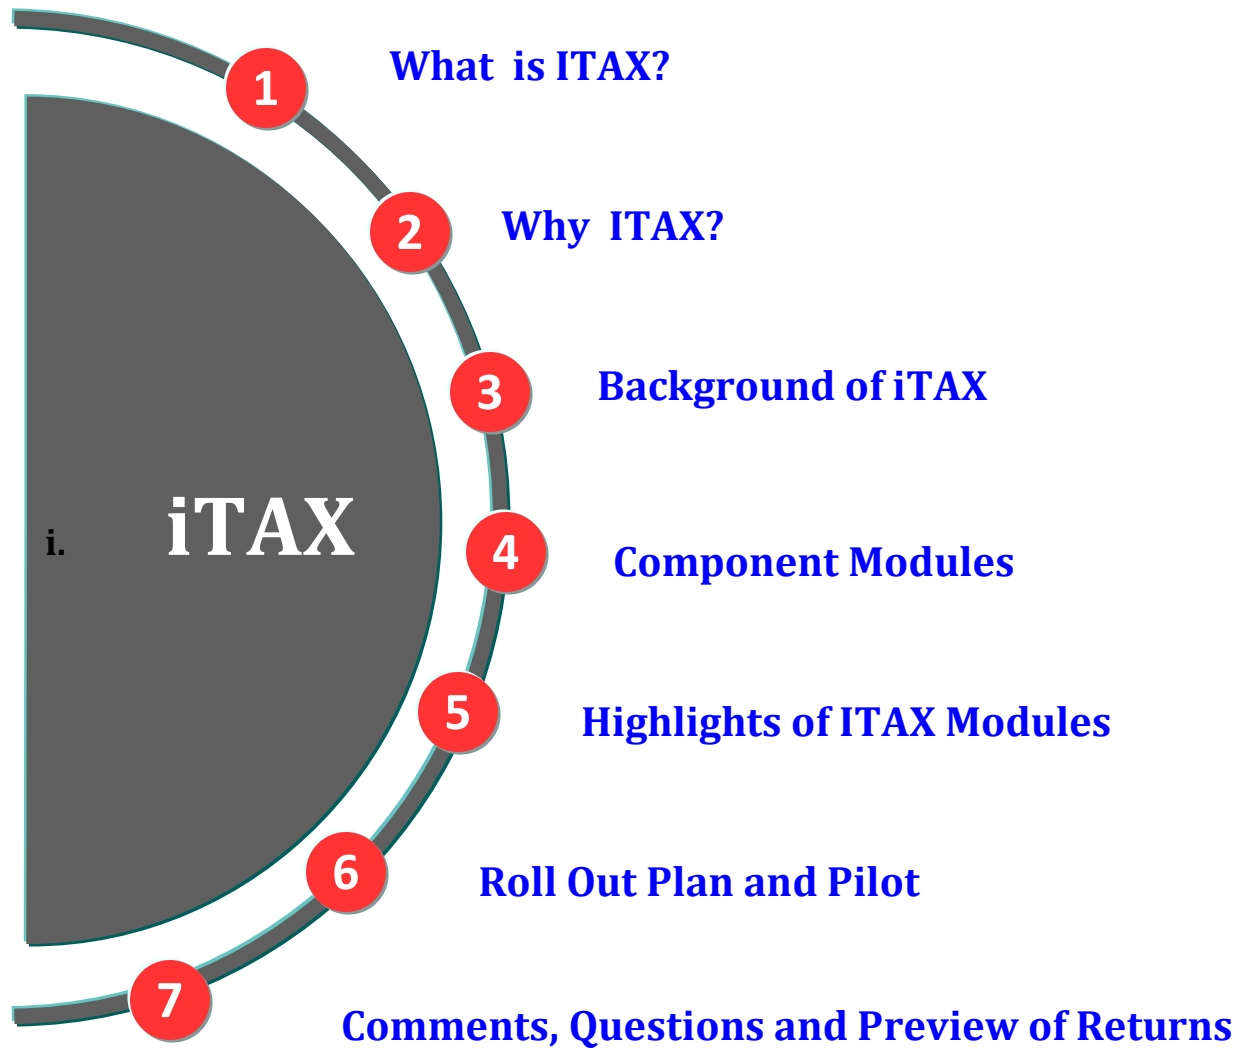 1 What is ITAX?
2 Why ITAX?
3 Background of iTAX
i. iTAX
4 Component Modules
5 Highlights of ITAX Modules
6 Roll Out Plan and Pilot
7 Comments, Questions and Preview of Returns